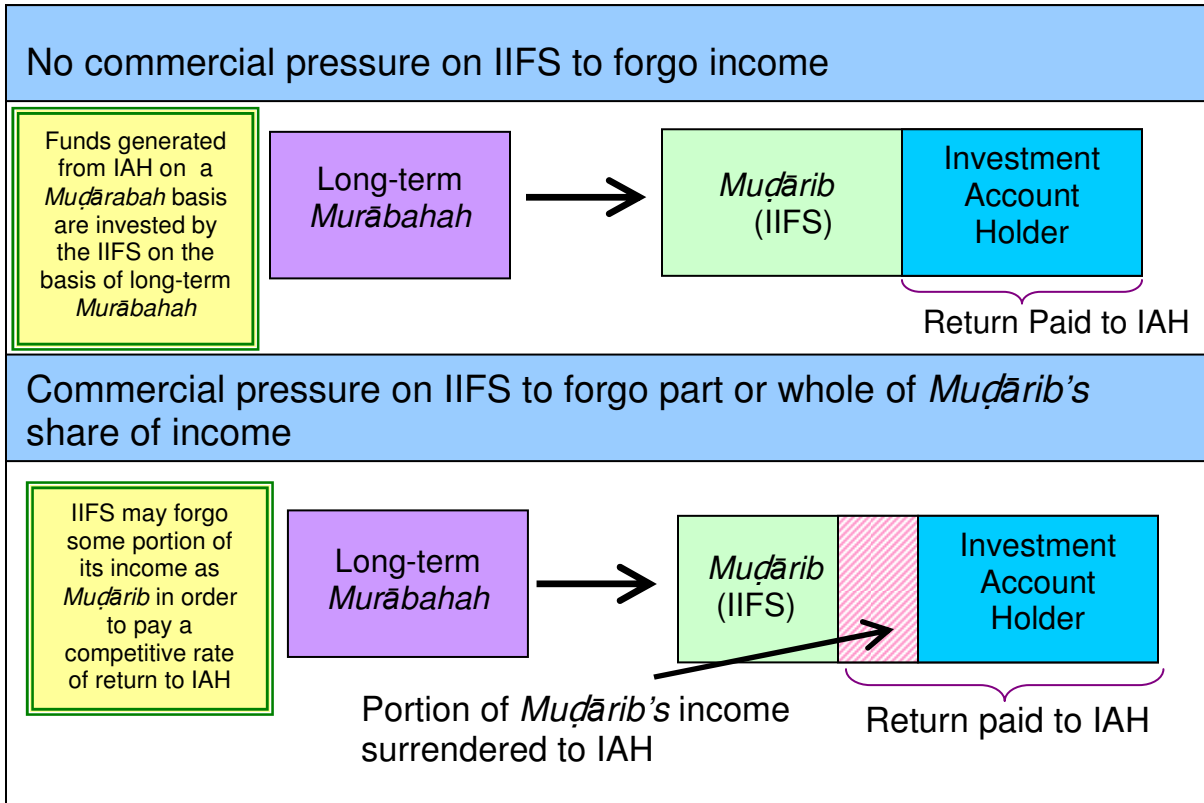 No commercial pressure on IIFS to forgo income
Funds generated
from IAH on a
Muḍārabah basis
are invested by
the IIFS on the
basis of long-term
Murābahah
Long-term
Murābahah
Muḍārib
(IIFS)
Investment
Account
Holder
Return Paid to IAH
Commercial pressure on IIFS to forgo part or whole of Muḍārib's
share of income
IIFS may forgo
some portion of
its income as
Muḍārib in order
to pay a
competitive rate
of return to IAH
Long-term
Murābahah
Muḍārib
(IIFS)
Investment
Account
Holder
Portion of Muḍārib's income
surrendered to IAH
Return paid to IAH